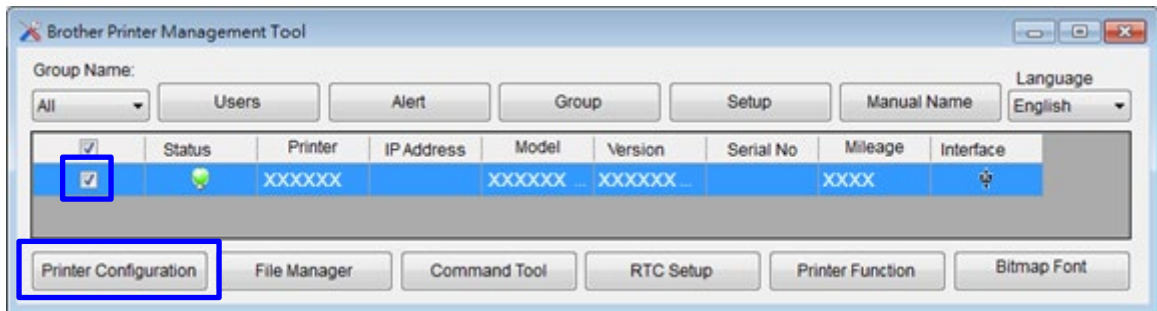 Brother Printer Management Tool
Group Name:
Language
All Users Alert Group Setup Manual Name English
Status Printer IP Address Model Version Serial No Mileage Interface
XXXXXX XXXXXX ... XXXXXX ... XXXX
Printer Configuration File Manager Command Tool RTC Setup Printer Function Bitmap Font